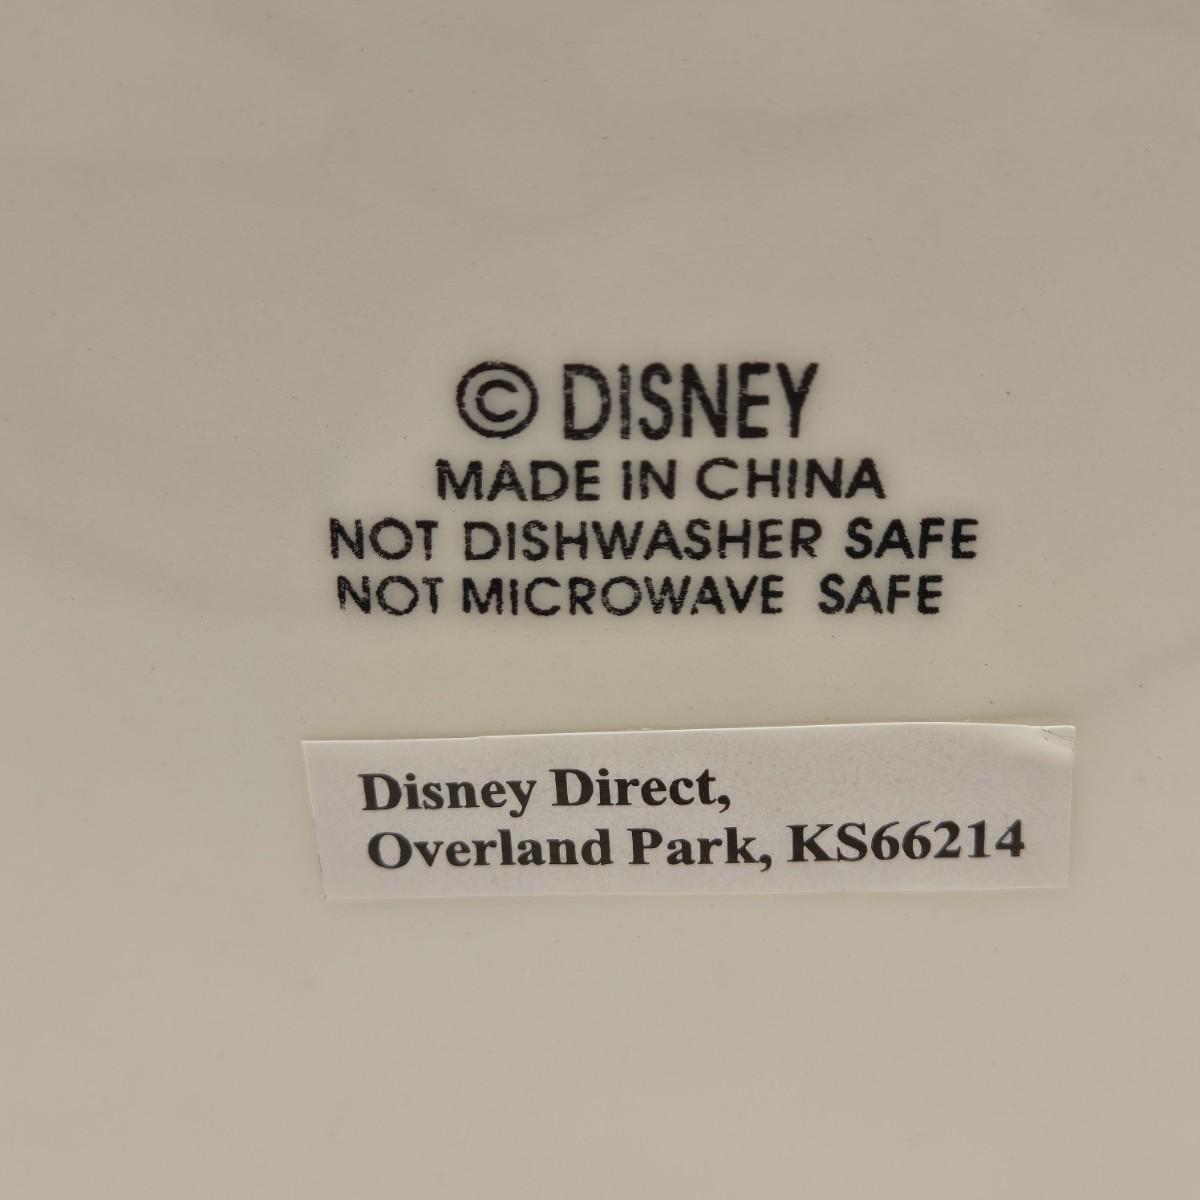 © DISNEY
MADE IN CHINA
NOT DISHWASHER SAFE
NOT MICROWAVE SAFE
Disney Direct,
Overland Park, KS66214